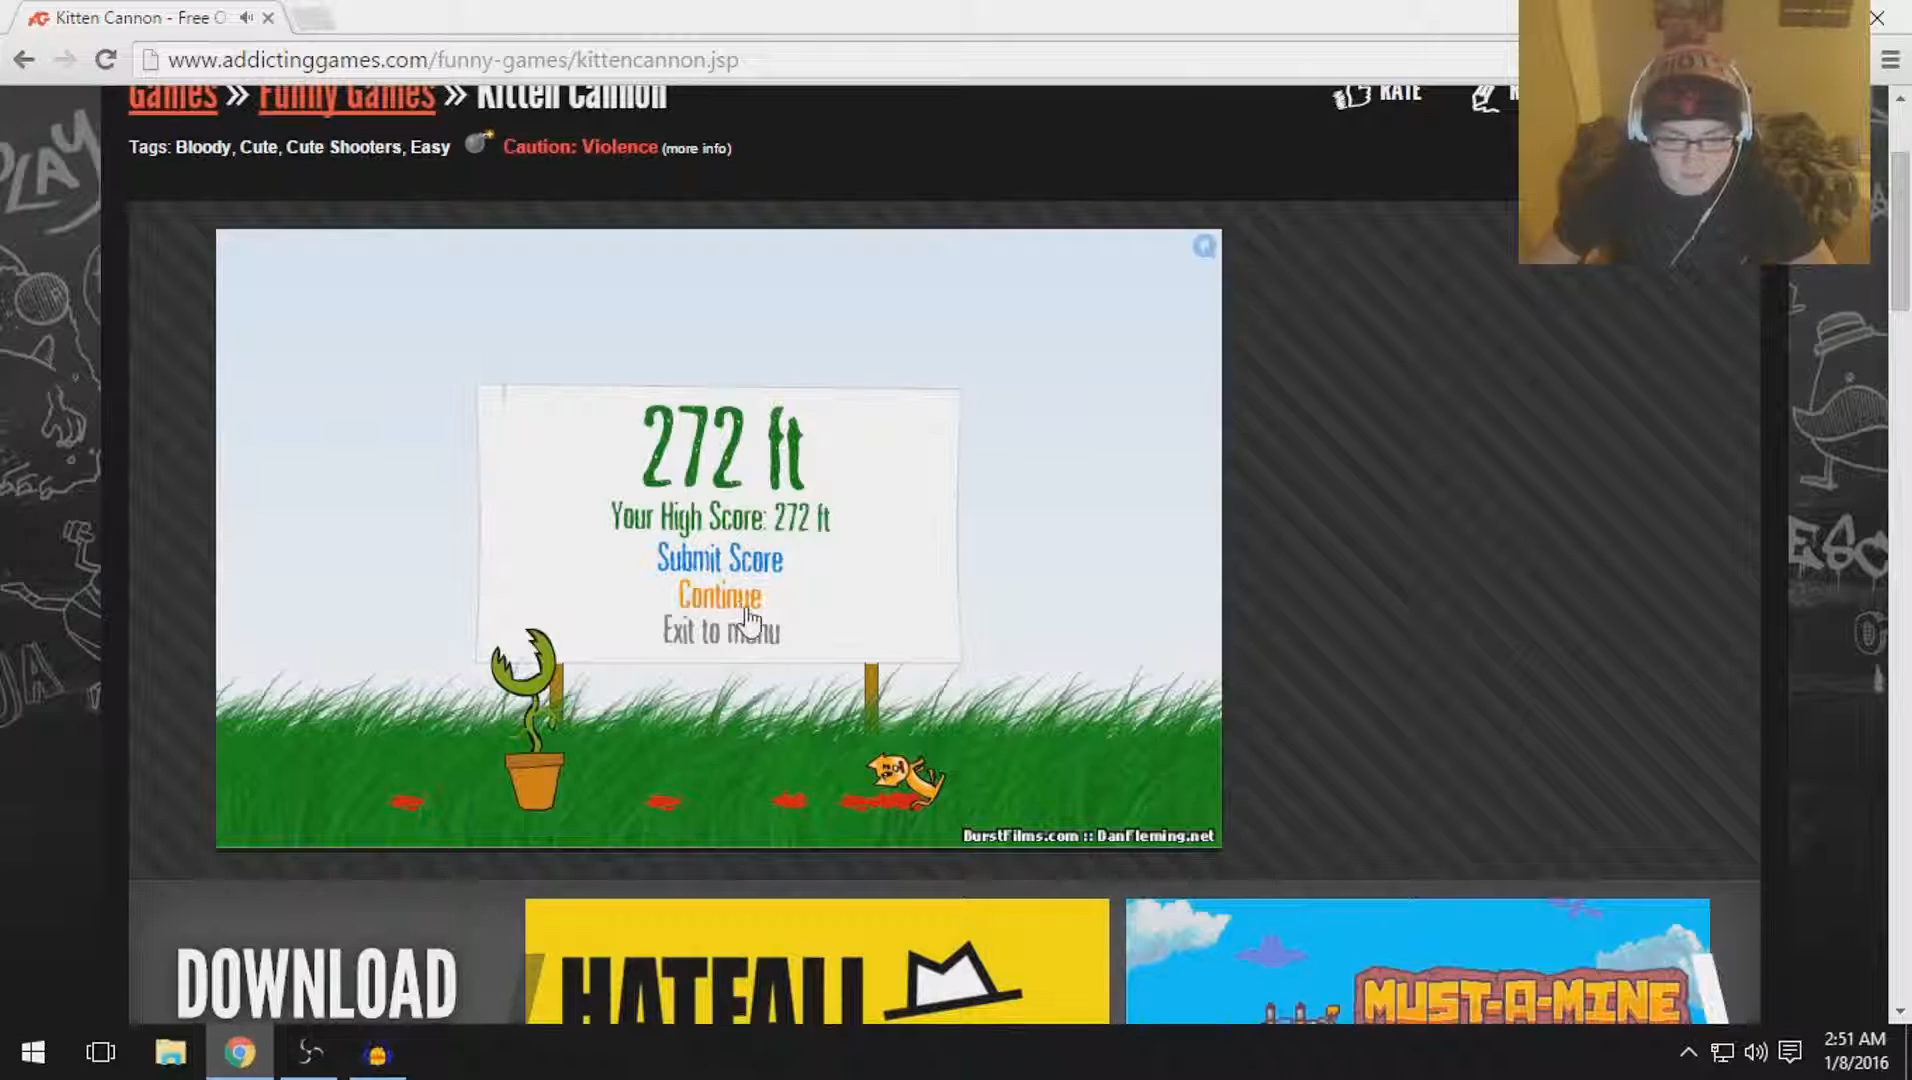 Kitten Cannon - Free O
www.addictinggames.com/funny-games/kittencannon.jsp
Games » Funny Games » Kitten Cannon
RATE
Tags: Bloody, Cute, Cute Shooters, Easy Caution: Violence (more info)
272 ft
Your High Score: 272 ft
Submit Score
Continue
Exit to menu
BurstFilms.com :: DanFleming.net
DOWNLOAD
HATFALL
MUST-A-MINE
2:51 AM
1/8/2016